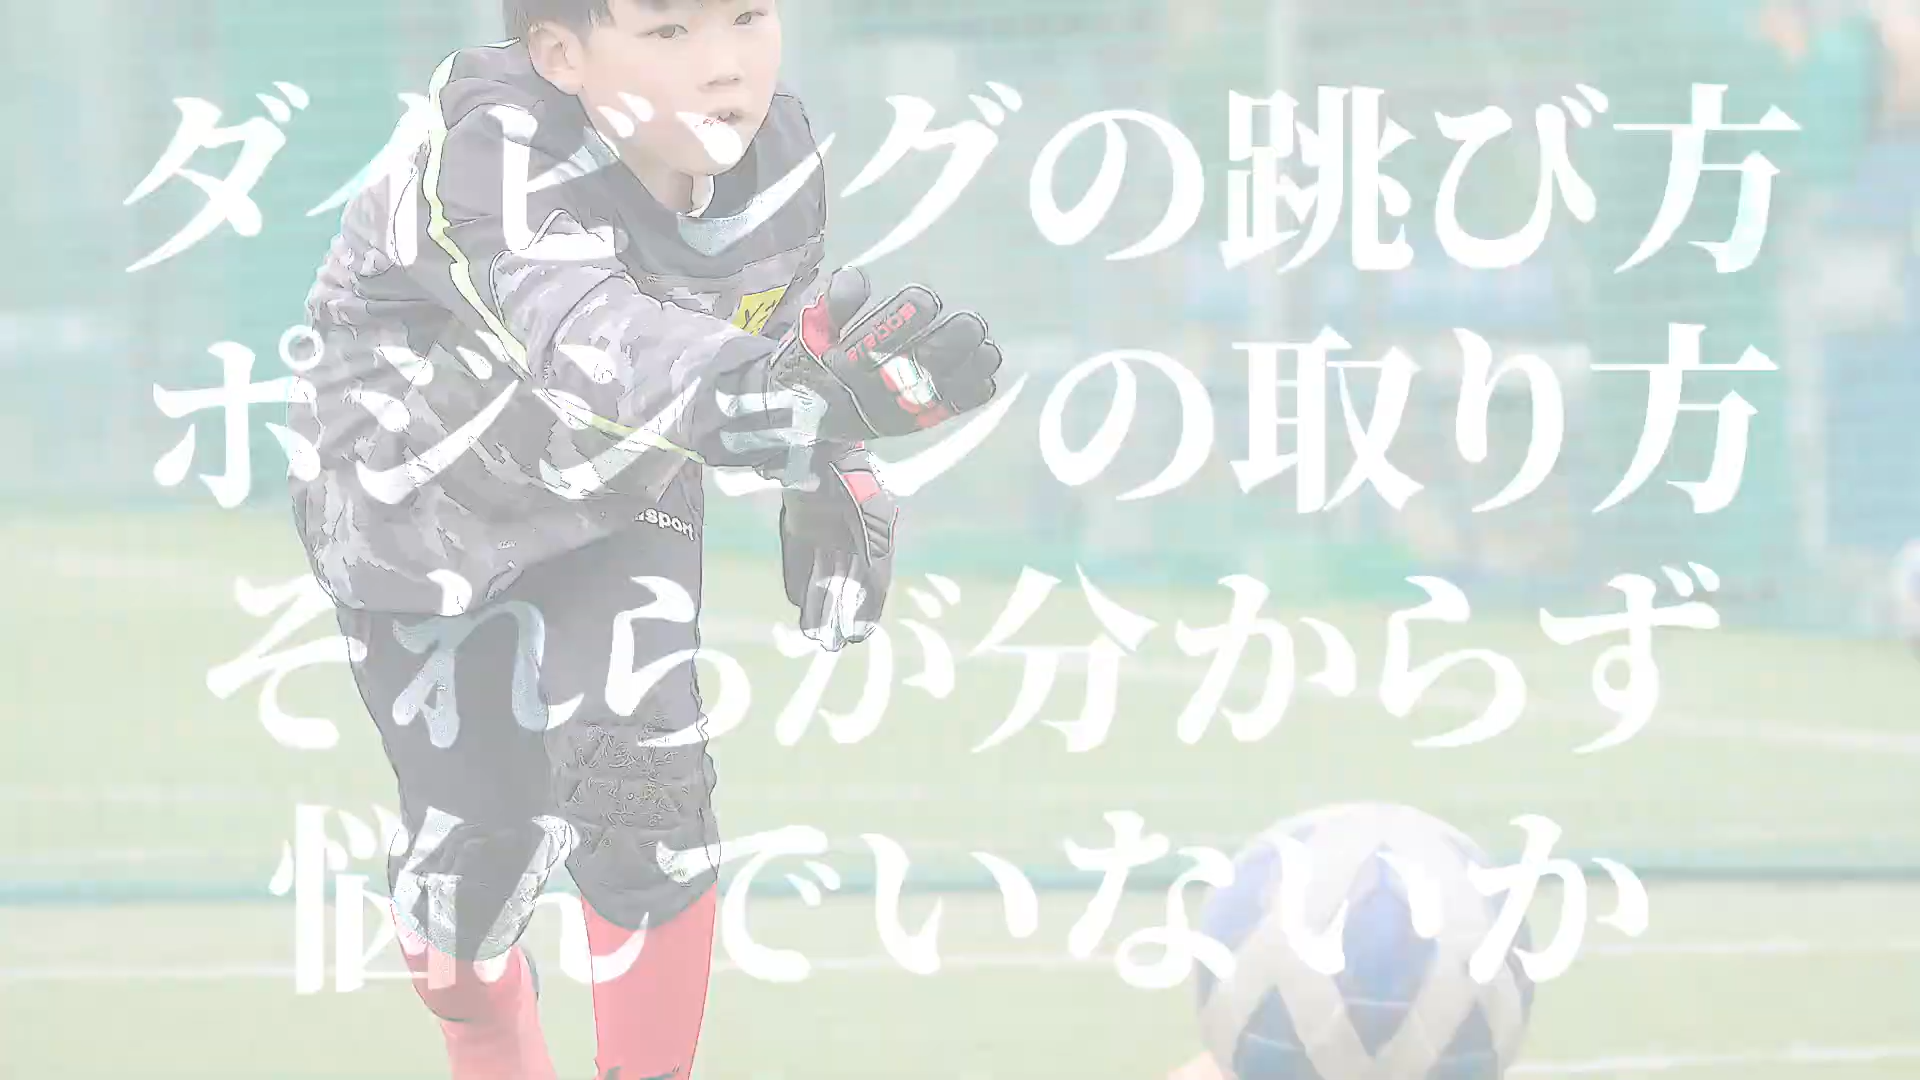 ダイビングの跳び方
ポジションの取り方
それらが分からず
悩んでいないか